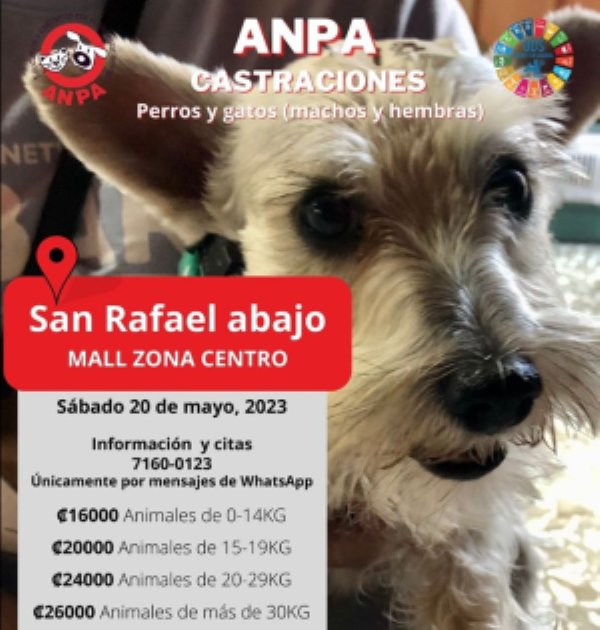 ANPA
CASTRACIONES
Perros y gatos (machos y hembras)
ANPA
ODS
NET
San Rafael abajo
MALL ZONA CENTRO
Sábado 20 de mayo, 2023
Información y citas
7160-0123
Únicamente por mensajes de WhatsApp
₡16000 Animales de 0-14KG
₡20000 Animales de 15-19KG
₡24000 Animales de 20-29KG
₡26000 Animales de más de 30KG